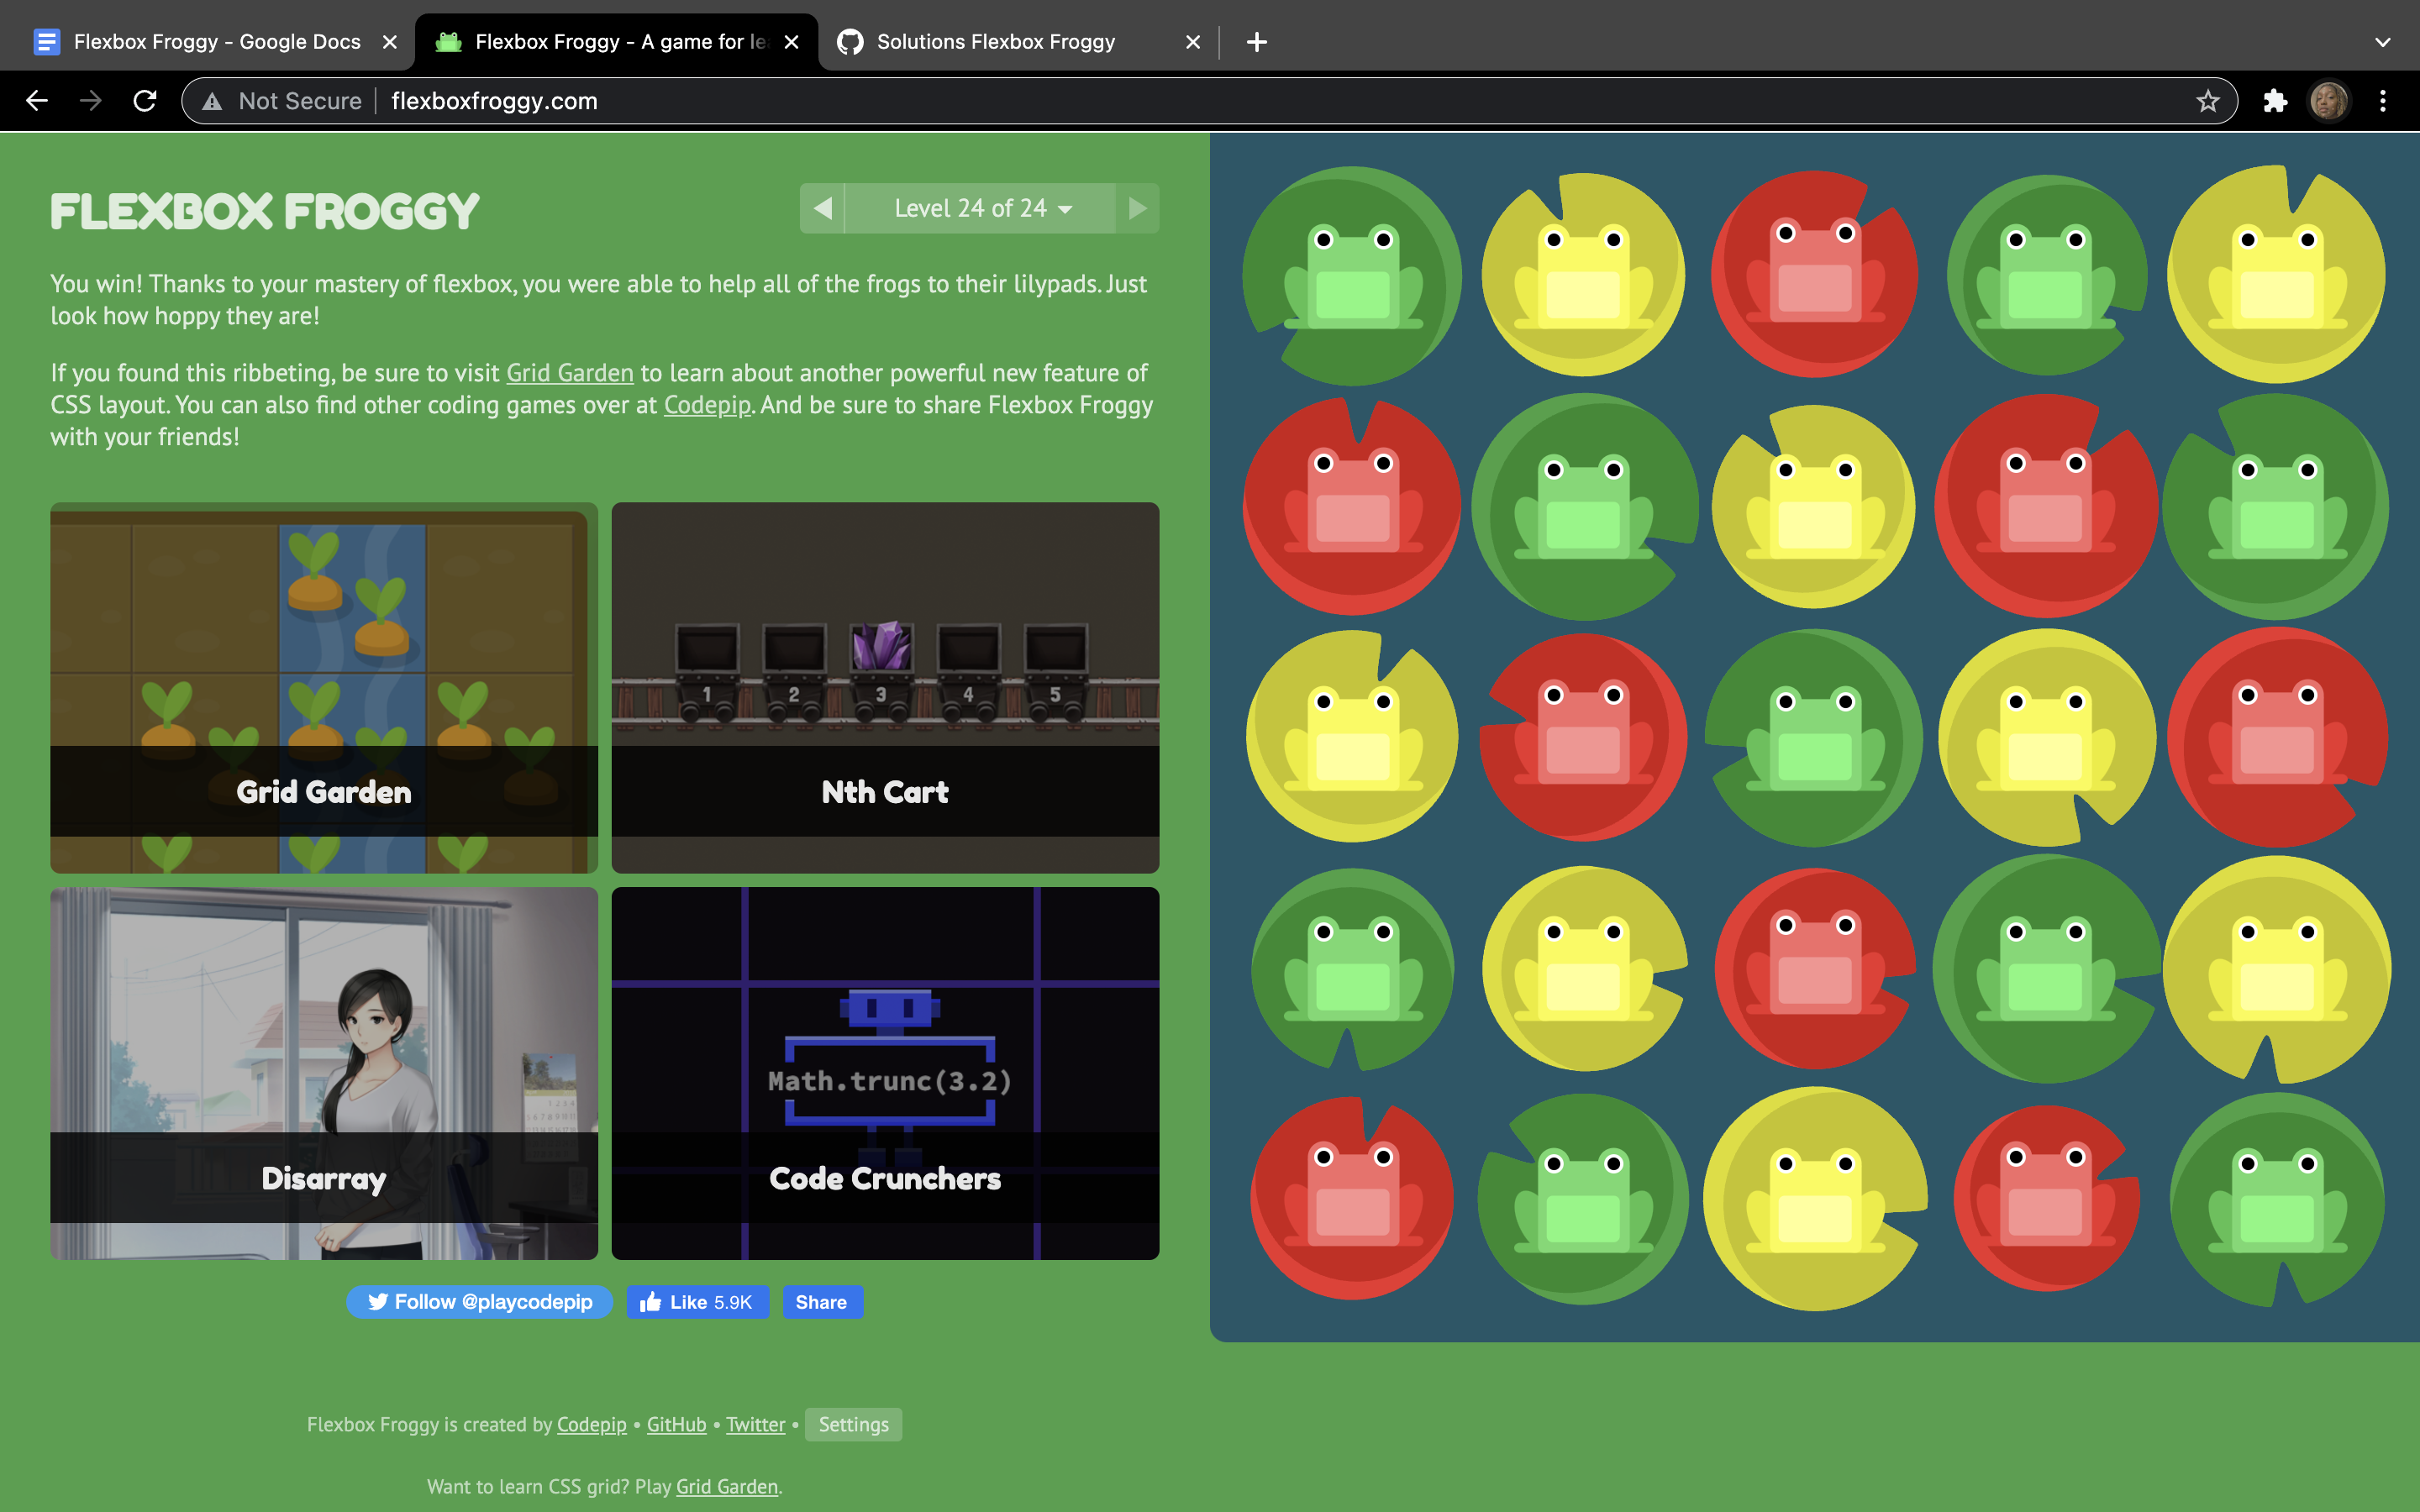 Flexbox Froggy - Google Docs
Flexbox Froggy - A game for le
Solutions Flexbox Froggy
Not Secure
flexboxfroggy.com
FLEXBOX FROGGY
Level 24 of 24
You win! Thanks to your mastery of flexbox, you were able to help all of the frogs to their lilypads. Just
look how hoppy they are!
If you found this ribbeting, be sure to visit Grid Garden to learn about another powerful new feature of
CSS layout. You can also find other coding games over at Codepip. And be sure to share Flexbox Froggy
with your friends!
1 2 3 4 5
Grid Garden
Nth Cart
Math.trunc(3.2)
Disarray
Code Crunchers
Follow @playcodepip
Like 5.9K
Share
Flexbox Froggy is created by Codepip • GitHub • Twitter • Settings
Want to learn CSS grid? Play Grid Garden.